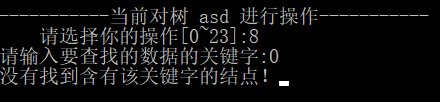 ------------当前对树 asd 进行操作------------
请选择你的操作[0~23]:8
请输入要查找的数据的关键字:0
没有找到含有该关键字的结点！